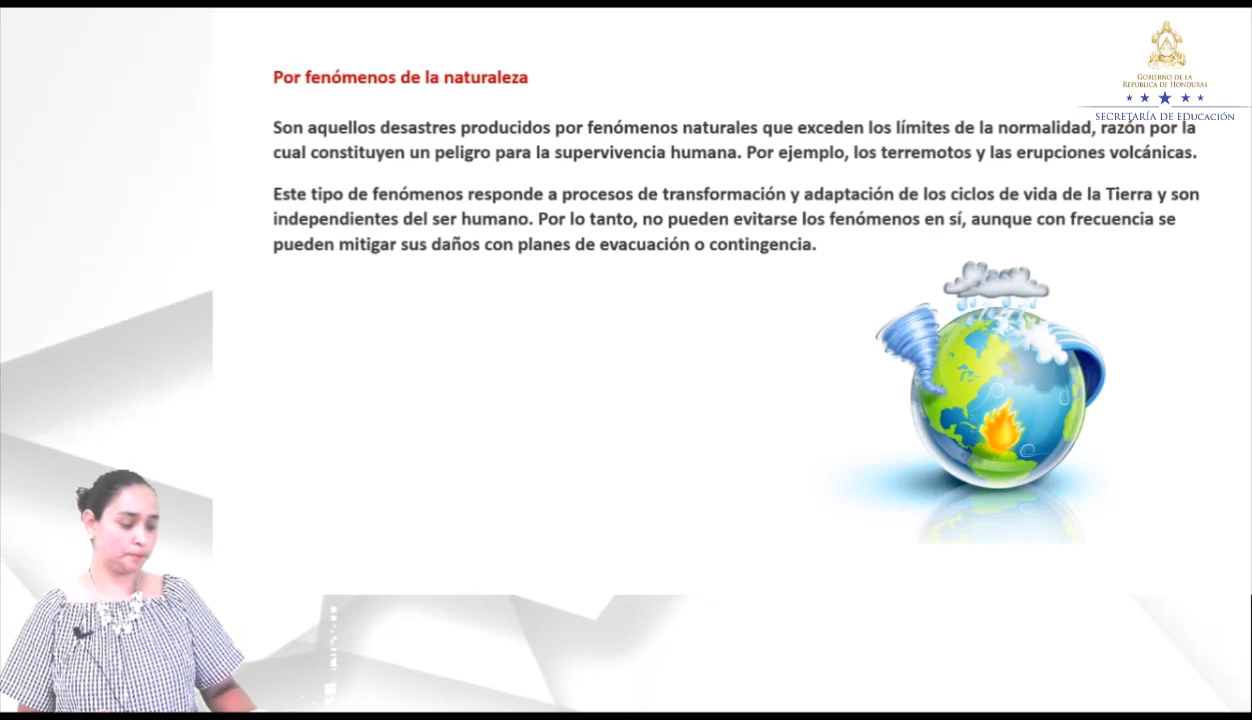 Por fenómenos de la naturaleza
GOBIERNO DE LA
REPÚBLICA DE HONDURAS
SECRETARÍA DE EDUCACIÓN
Son aquellos desastres producidos por fenómenos naturales que exceden los límites de la normalidad, razón por la
cual constituyen un peligro para la supervivencia humana. Por ejemplo, los terremotos y las erupciones volcánicas.
Este tipo de fenómenos responde a procesos de transformación y adaptación de los ciclos de vida de la Tierra y son
independientes del ser humano. Por lo tanto, no pueden evitarse los fenómenos en sí, aunque con frecuencia se
pueden mitigar sus daños con planes de evacuación o contingencia.